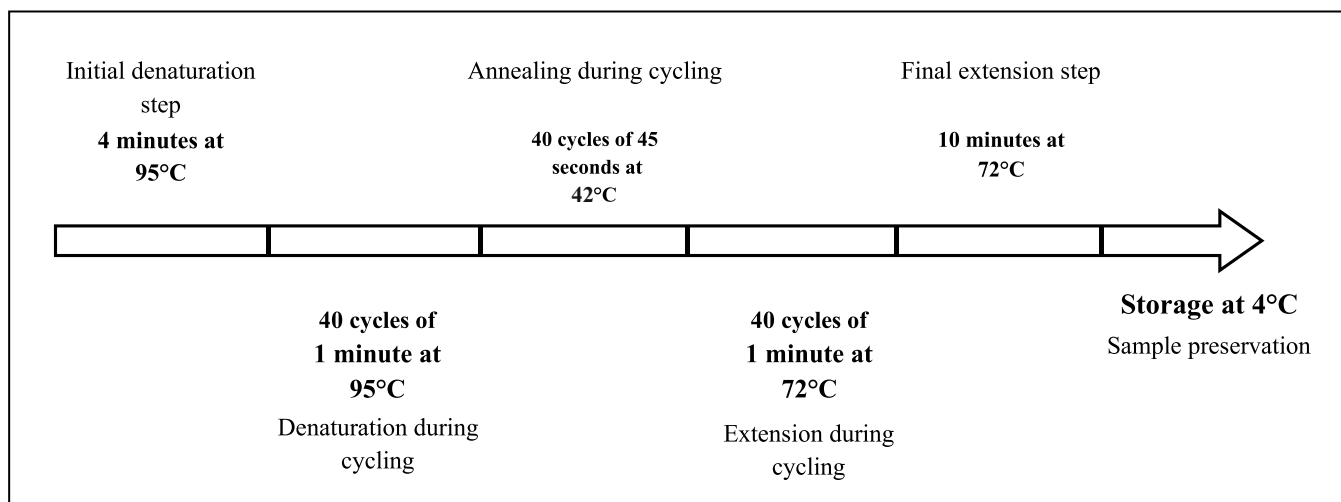 Initial denaturation
step
4 minutes at
95°C
40 cycles of
1 minute at
95°C
Denaturation during
cycling
Annealing during cycling
40 cycles of 45
seconds at
42°C
40 cycles of
1 minute at
72°C
Extension during
cycling
Final extension step
10 minutes at
72°C
Storage at 4°C
Sample preservation